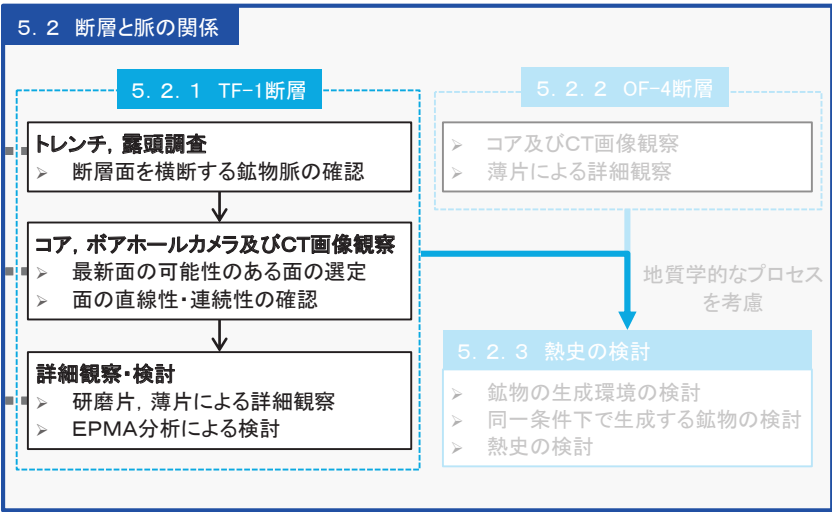 ５．２ 断層と脈の関係
５．２．１ TF-1断層
トレンチ，露頭調査
➢ 断層面を横断する鉱物脈の確認
コア，ボアホールカメラ及びCT画像観察
➢ 最新面の可能性のある面の選定
➢ 面の直線性・連続性の確認
詳細観察・検討
➢ 研磨片，薄片による詳細観察
➢ EPMA分析による検討
５．２．２ OF-4断層
➢ コア及びCT画像観察
➢ 薄片による詳細観察
地質学的なプロセス
を考慮
５．２．３ 熱史の検討
➢ 鉱物の生成環境の検討
➢ 同一条件下で生成する鉱物の検討
➢ 熱史の検討